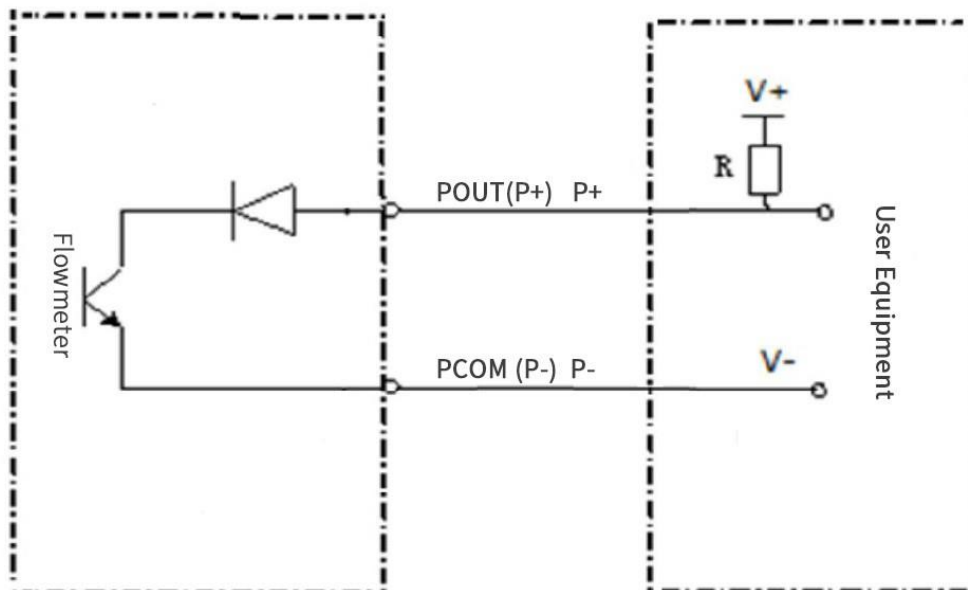 V+
R
POUT(P+) P+
Flowmeter
User Equipment
PCOM (P-) P-
V-